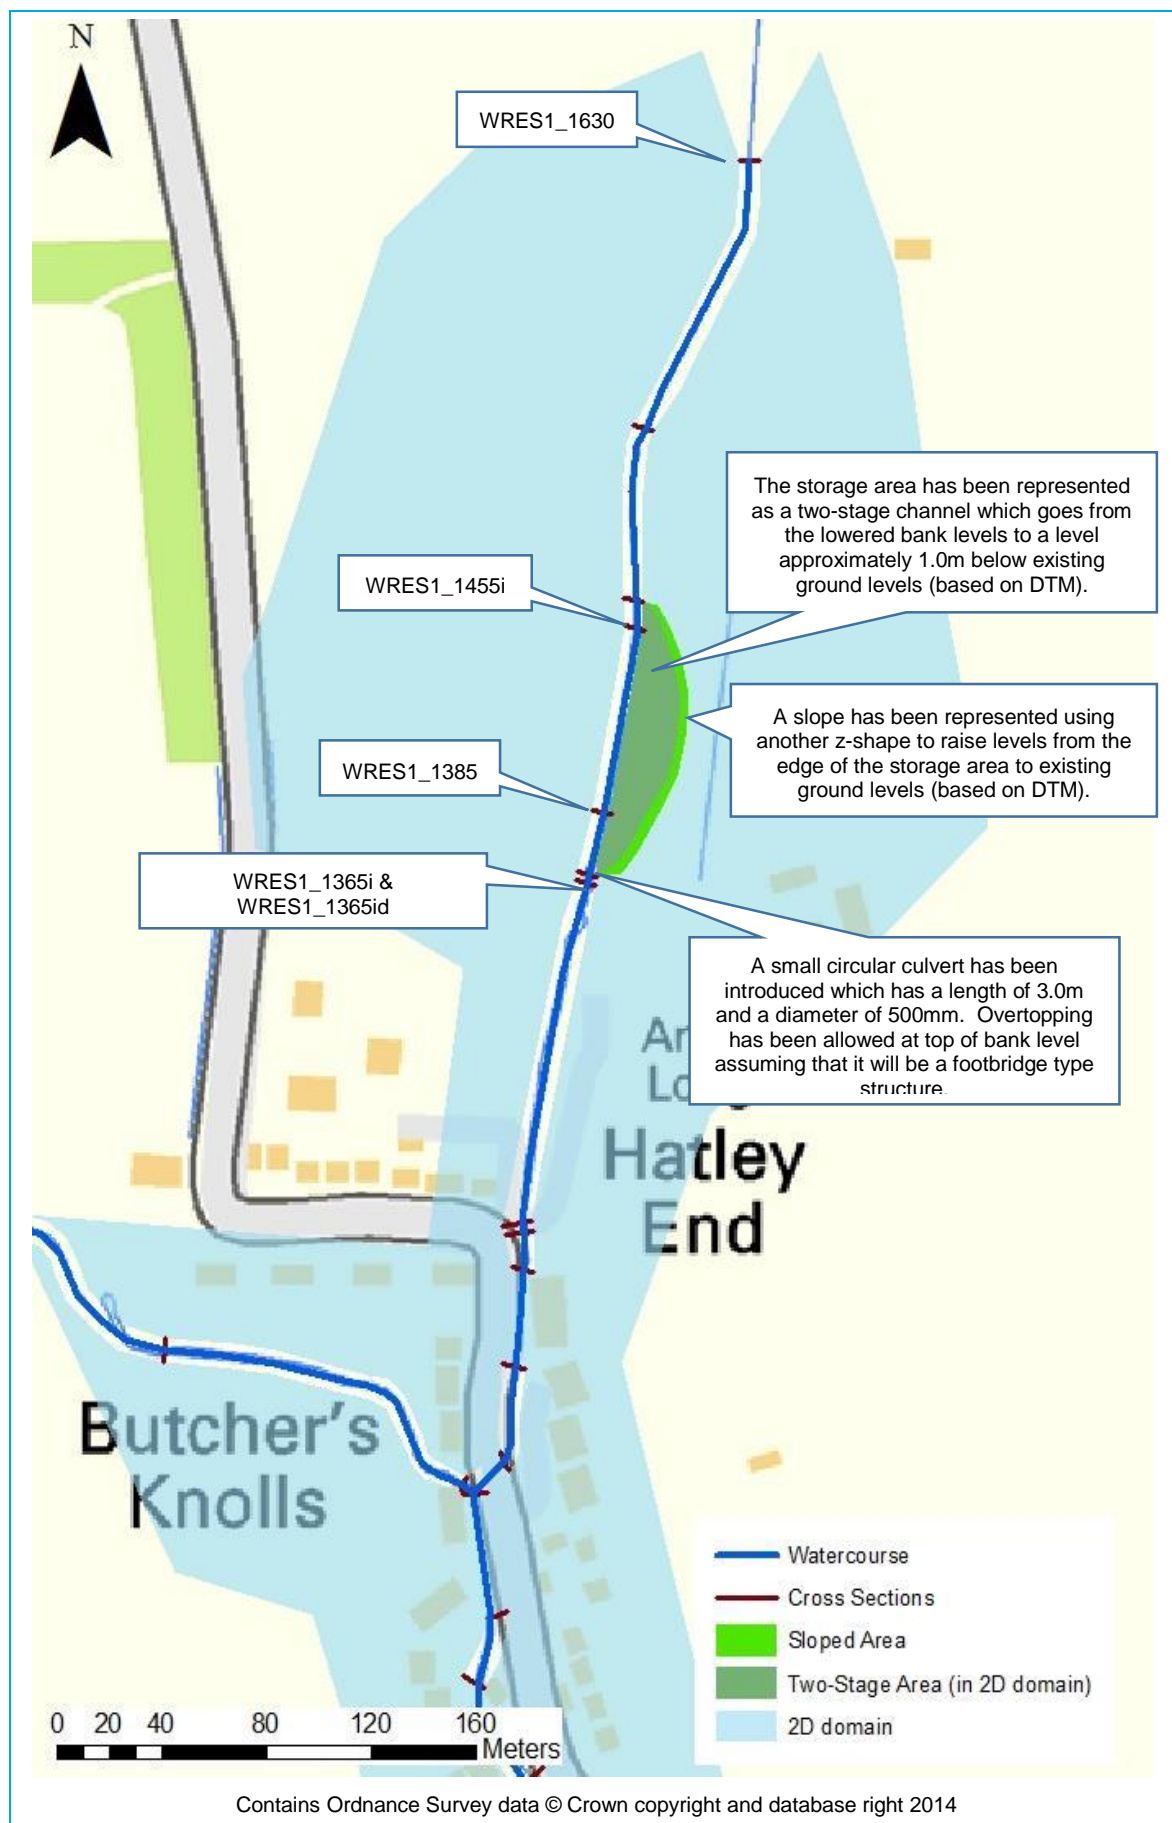 N
WRES1_1630
The storage area has been represented
as a two-stage channel which goes from
the lowered bank levels to a level
approximately 1.0m below existing
ground levels (based on DTM).
WRES1_1455i
A slope has been represented using
another z-shape to raise levels from the
edge of the storage area to existing
ground levels (based on DTM).
WRES1_1385
WRES1_1365i &
WRES1_1365id
A small circular culvert has been
introduced which has a length of 3.0m
and a diameter of 500mm.  Overtopping
has been allowed at top of bank level
assuming that it will be a footbridge type
structure.
Hatley
End
Butcher's
Knolls
Watercourse
Cross Sections
Sloped Area
Two-Stage Area (in 2D domain)
2D domain
0 20 40 80 120 160
Meters
Contains Ordnance Survey data © Crown copyright and database right 2014